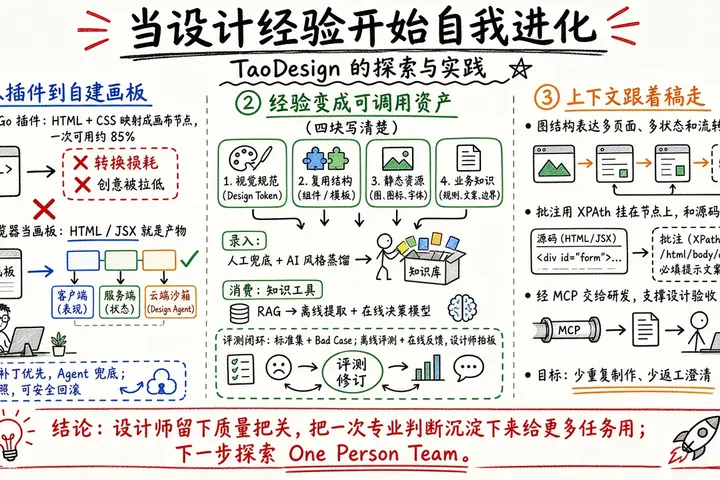 当设计经验开始自我进化
TaoDesign 的探索与实践
插件到自建画板
Go 插件：HTML + CSS 映射成画布节点，
一次可用约 85%
转换损耗
创意被拉低
览器当画板：HTML / JSX 就是产物
画板
客户端
(表现)
服务端
(状态)
云端沙箱
(Design Agent)
补丁优先，Agent 兜底；
照，可安全回滚
② 经验变成可调用资产
(四块写清楚)
1. 视觉规范
(Design Token)
2. 复用结构
(组件 / 模板)
3. 静态资源
(图、图标、字体)
4. 业务知识
(规则、文案、边界)
录入：
人工兜底 + AI 风格蒸馏
知识库
消费：知识工具
RAG → 离线提取 + 在线决策模型
评测闭环：标准集 + Bad Case；离线评测 + 在线反馈，设计师拍板
评测
修订
③ 上下文跟着稿走
图结构表达多页面、多状态和流转
批注用 XPath 挂在节点上，和源码
源码 (HTML/JSX)
<div id="form">...
批注 (XPath
/html/body/
必填提示文案
经 MCP 交给研发，支撑设计验收
MCP
目标：少重复制作、少返工澄清
结论：设计师留下质量把关，把一次专业判断沉淀下来给更多任务用；
下一步探索 One Person Team。